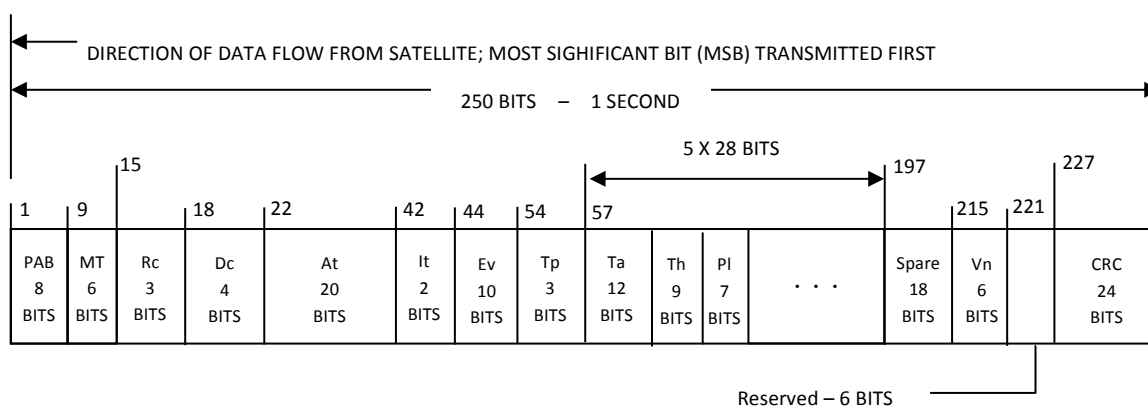 DIRECTION OF DATA FLOW FROM SATELLITE; MOST SIGHIFICANT BIT (MSB) TRANSMITTED FIRST
250 BITS – 1 SECOND
5 X 28 BITS
1 9 15 18 22 42 44 54 57 197 215 221 227
PAB MT Rc Dc At It Ev Tp Ta Th Pl Spare Vn CRC
8 6 3 4 20 2 10 3 12 9 7 . . . 18 6 24
BITS BITS BITS BITS BITS BITS BITS BITS BITS BITS BITS BITS BITS BITS
Reserved – 6 BITS